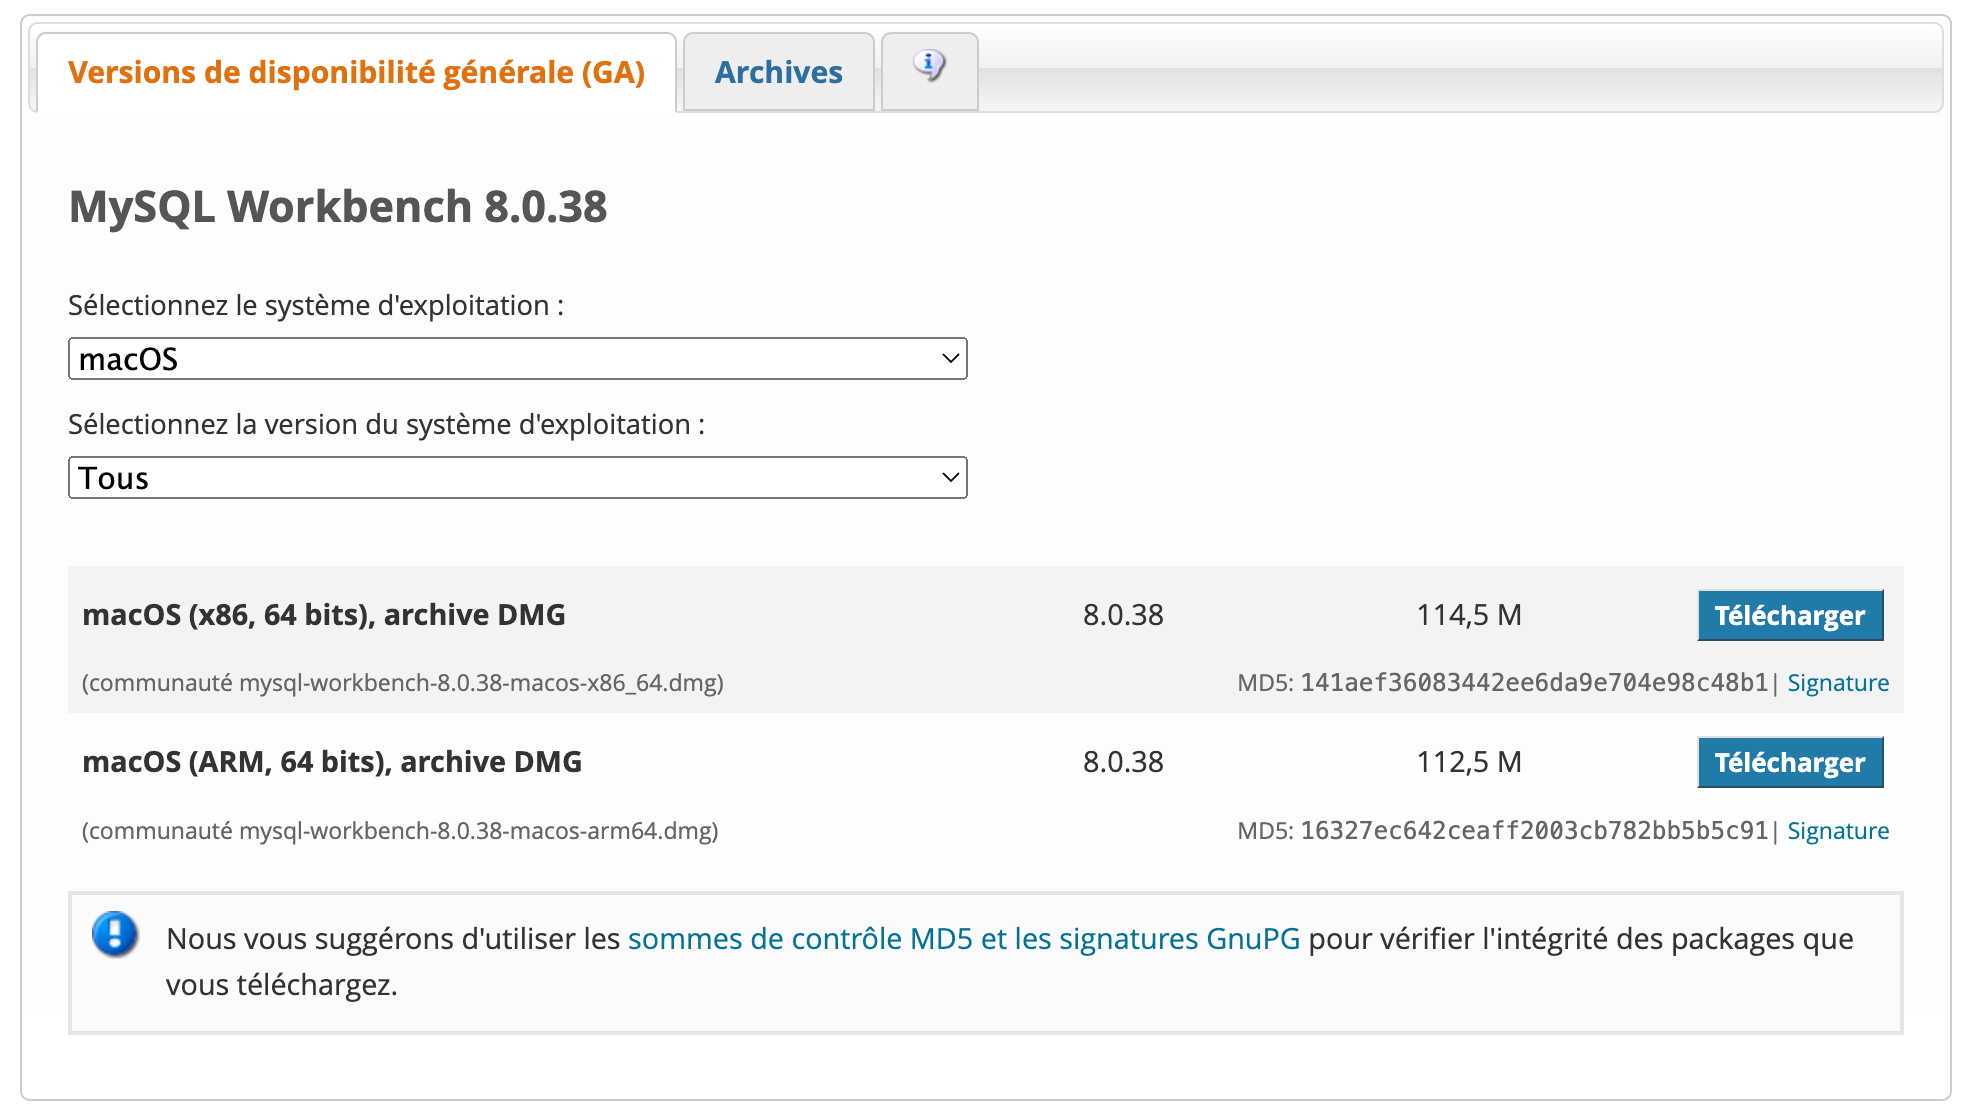 Versions de disponibilité générale (GA)
Archives
MySQL Workbench 8.0.38
Sélectionnez le système d'exploitation :
macOS
Sélectionnez la version du système d'exploitation :
Tous
macOS (x86, 64 bits), archive DMG 8.0.38 114,5 M Télécharger
(communauté mysql-workbench-8.0.38-macos-x86_64.dmg) MD5: 141aef36083442ee6da9e704e98c48b1| Signature
macOS (ARM, 64 bits), archive DMG 8.0.38 112,5 M Télécharger
(communauté mysql-workbench-8.0.38-macos-arm64.dmg) MD5: 16327ec642ceaff2003cb782bb5b5c91| Signature
Nous vous suggérons d'utiliser les sommes de contrôle MD5 et les signatures GnuPG pour vérifier l'intégrité des packages que
vous téléchargez.